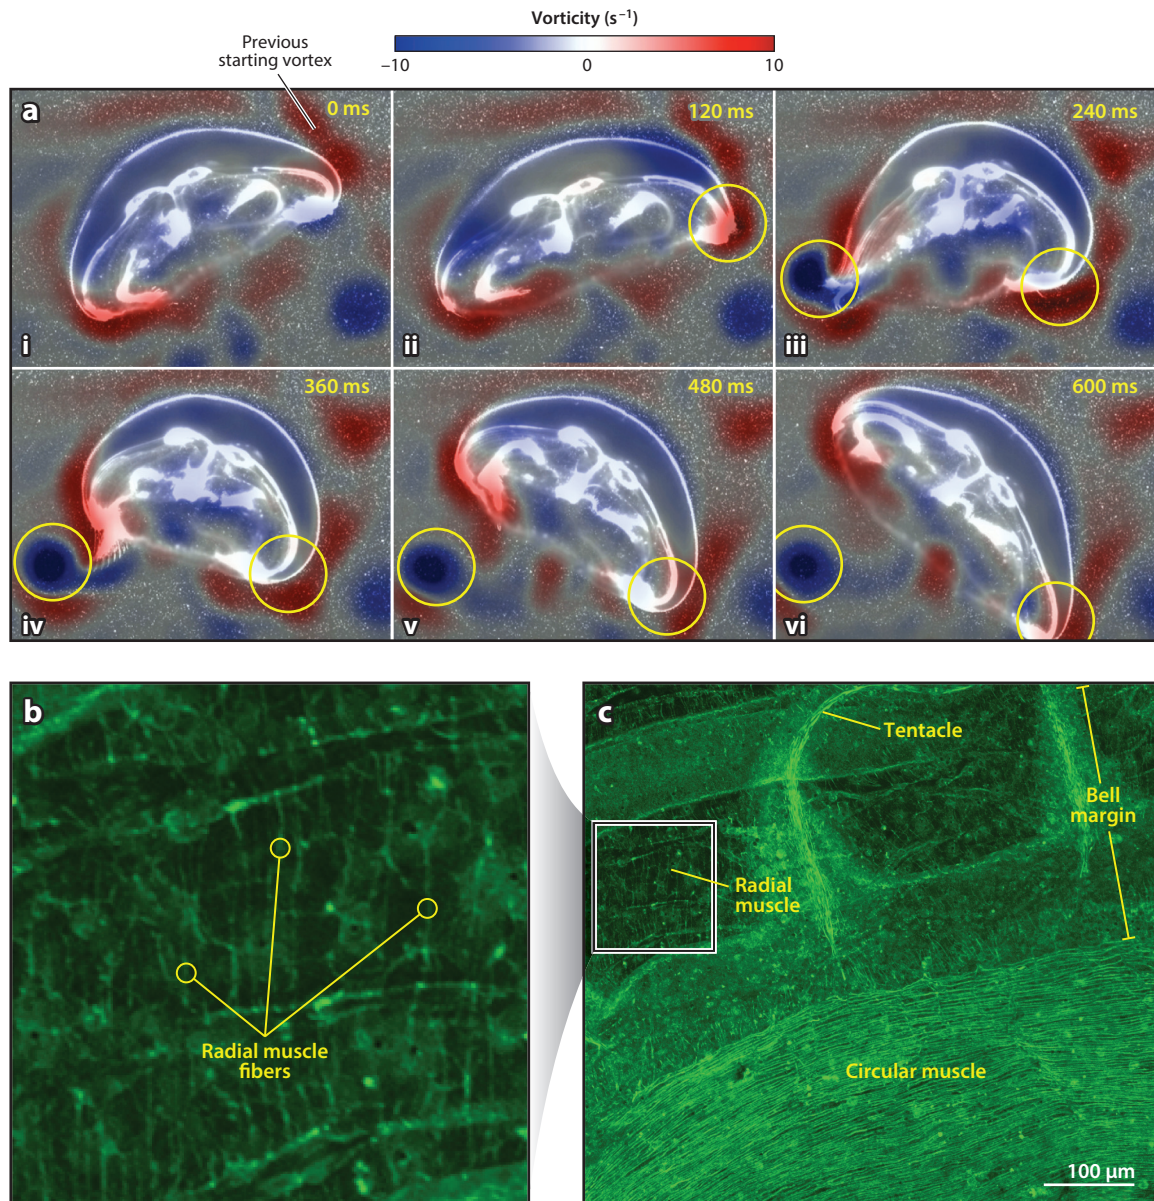 Vorticity (s⁻¹)
–10
0
10
Previous
starting vortex
a
0 ms
i
120 ms
ii
240 ms
iii
360 ms
iv
480 ms
v
600 ms
vi
b
Radial muscle
fibers
c
Tentacle
Bell
margin
Radial
muscle
Circular muscle
100 µm